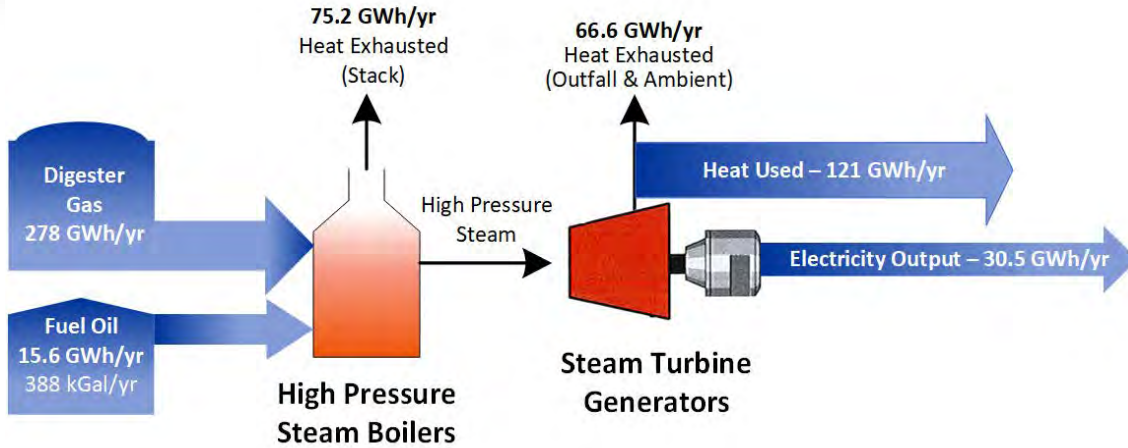 75.2 GWh/yr
Heat Exhausted
(Stack)
66.6 GWh/yr
Heat Exhausted
(Outfall & Ambient)
Digester
Gas
278 GWh/yr
Heat Used – 121 GWh/yr
High Pressure
Steam
Electricity Output – 30.5 GWh/yr
Fuel Oil
15.6 GWh/yr
388 kGal/yr
High Pressure
Steam Boilers
Steam Turbine
Generators